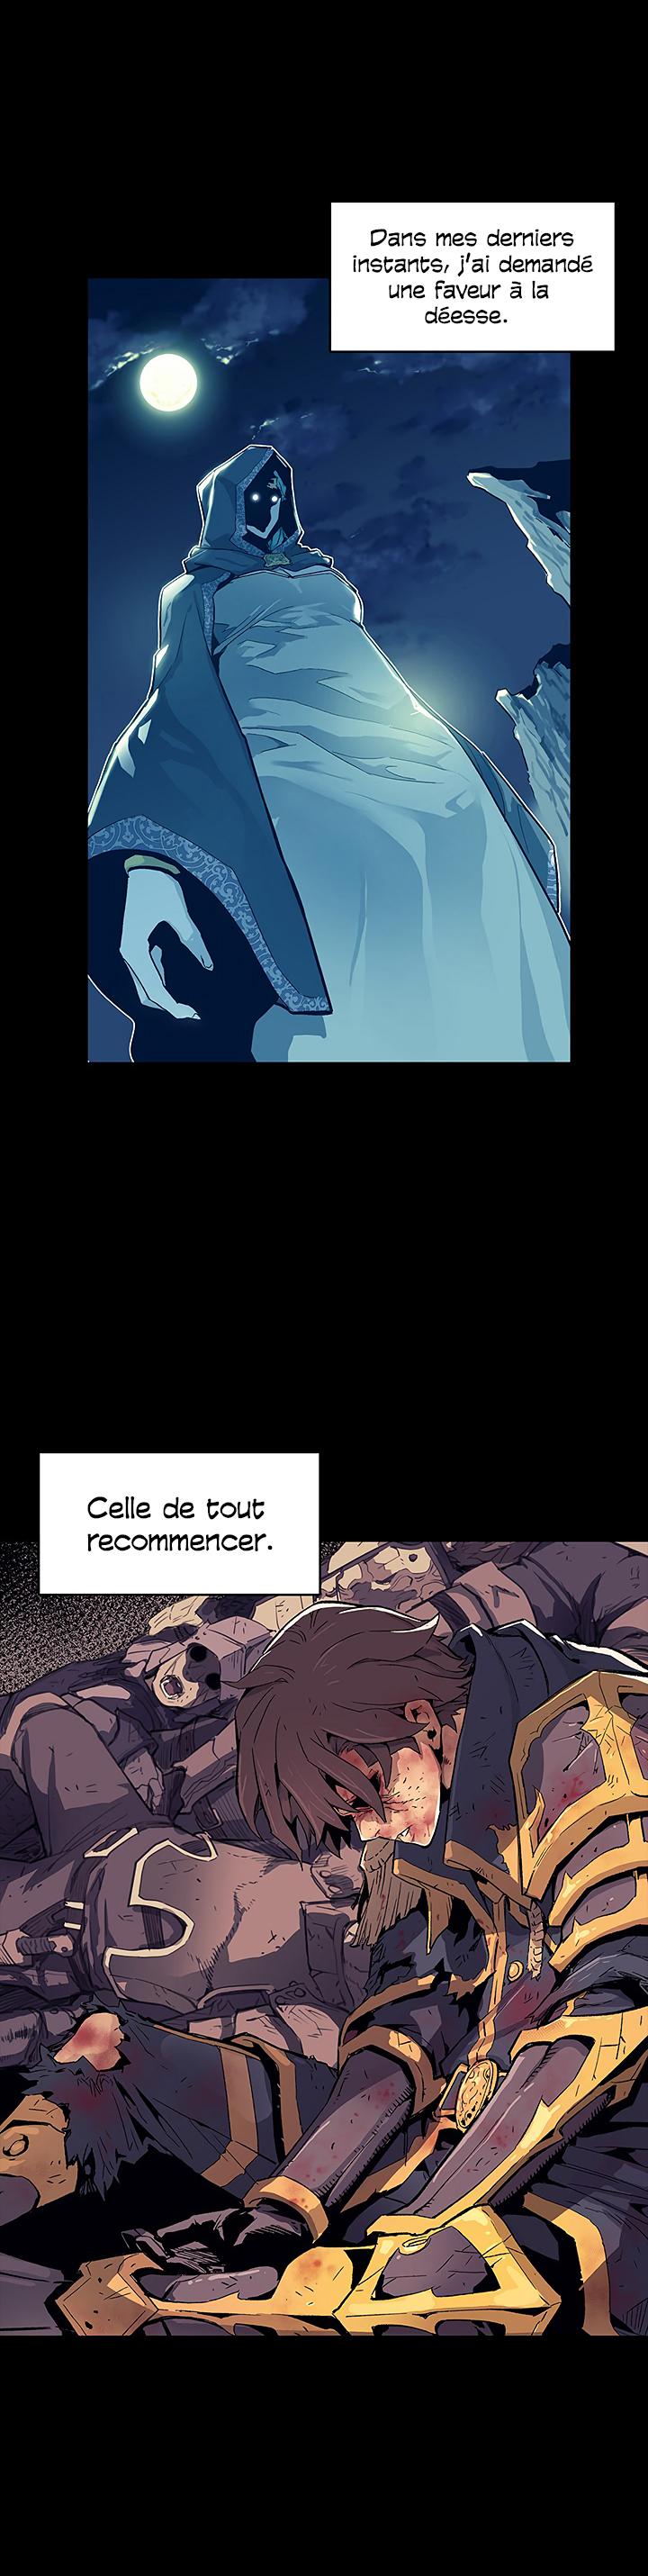 Dans mes derniers
instants, j'ai demandé
une faveur à la
déesse.
Celle de tout
recommencer.